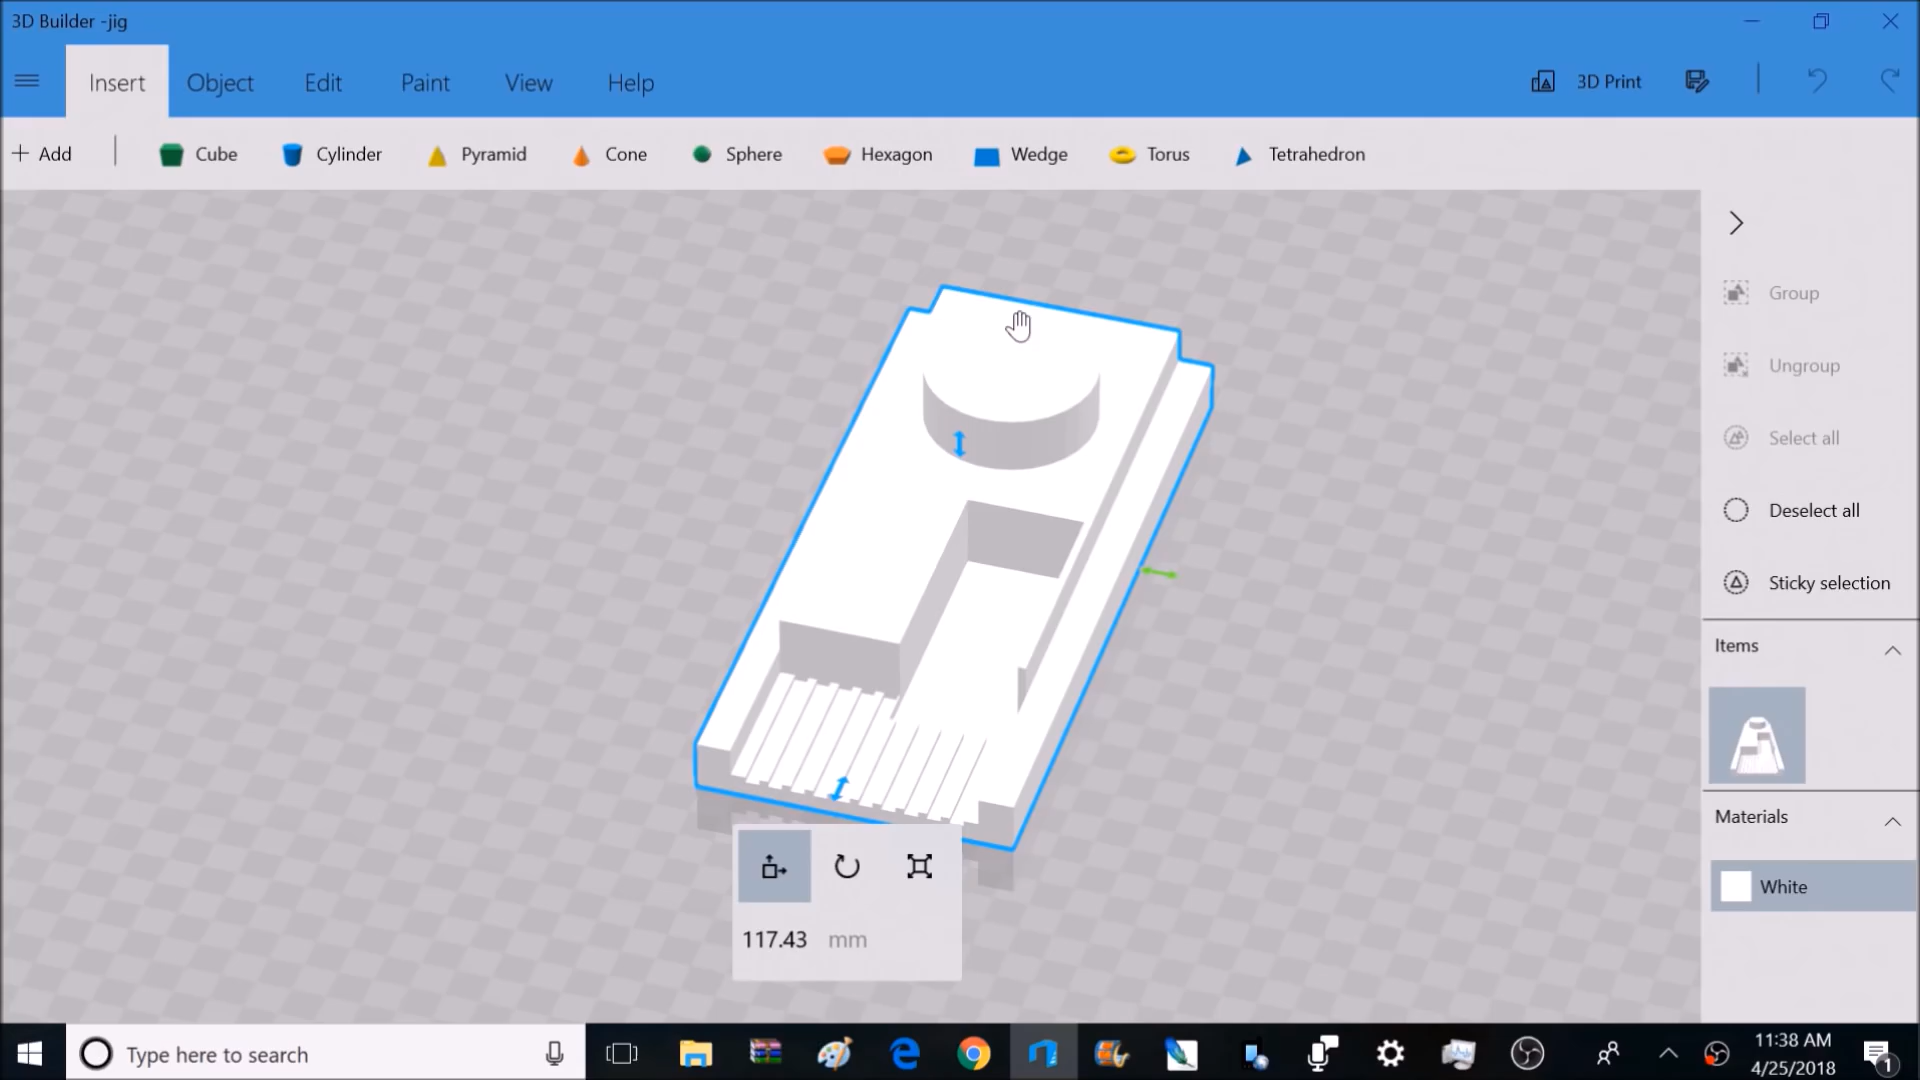 3D Builder -jig
Insert Object Edit Paint View Help 3D Print
Add Cube Cylinder Pyramid Cone Sphere Hexagon Wedge Torus Tetrahedron
Group
Ungroup
Select all
Deselect all
Sticky selection
Items
Materials
White
117.43 mm
Type here to search
11:38 AM
4/25/2018
1